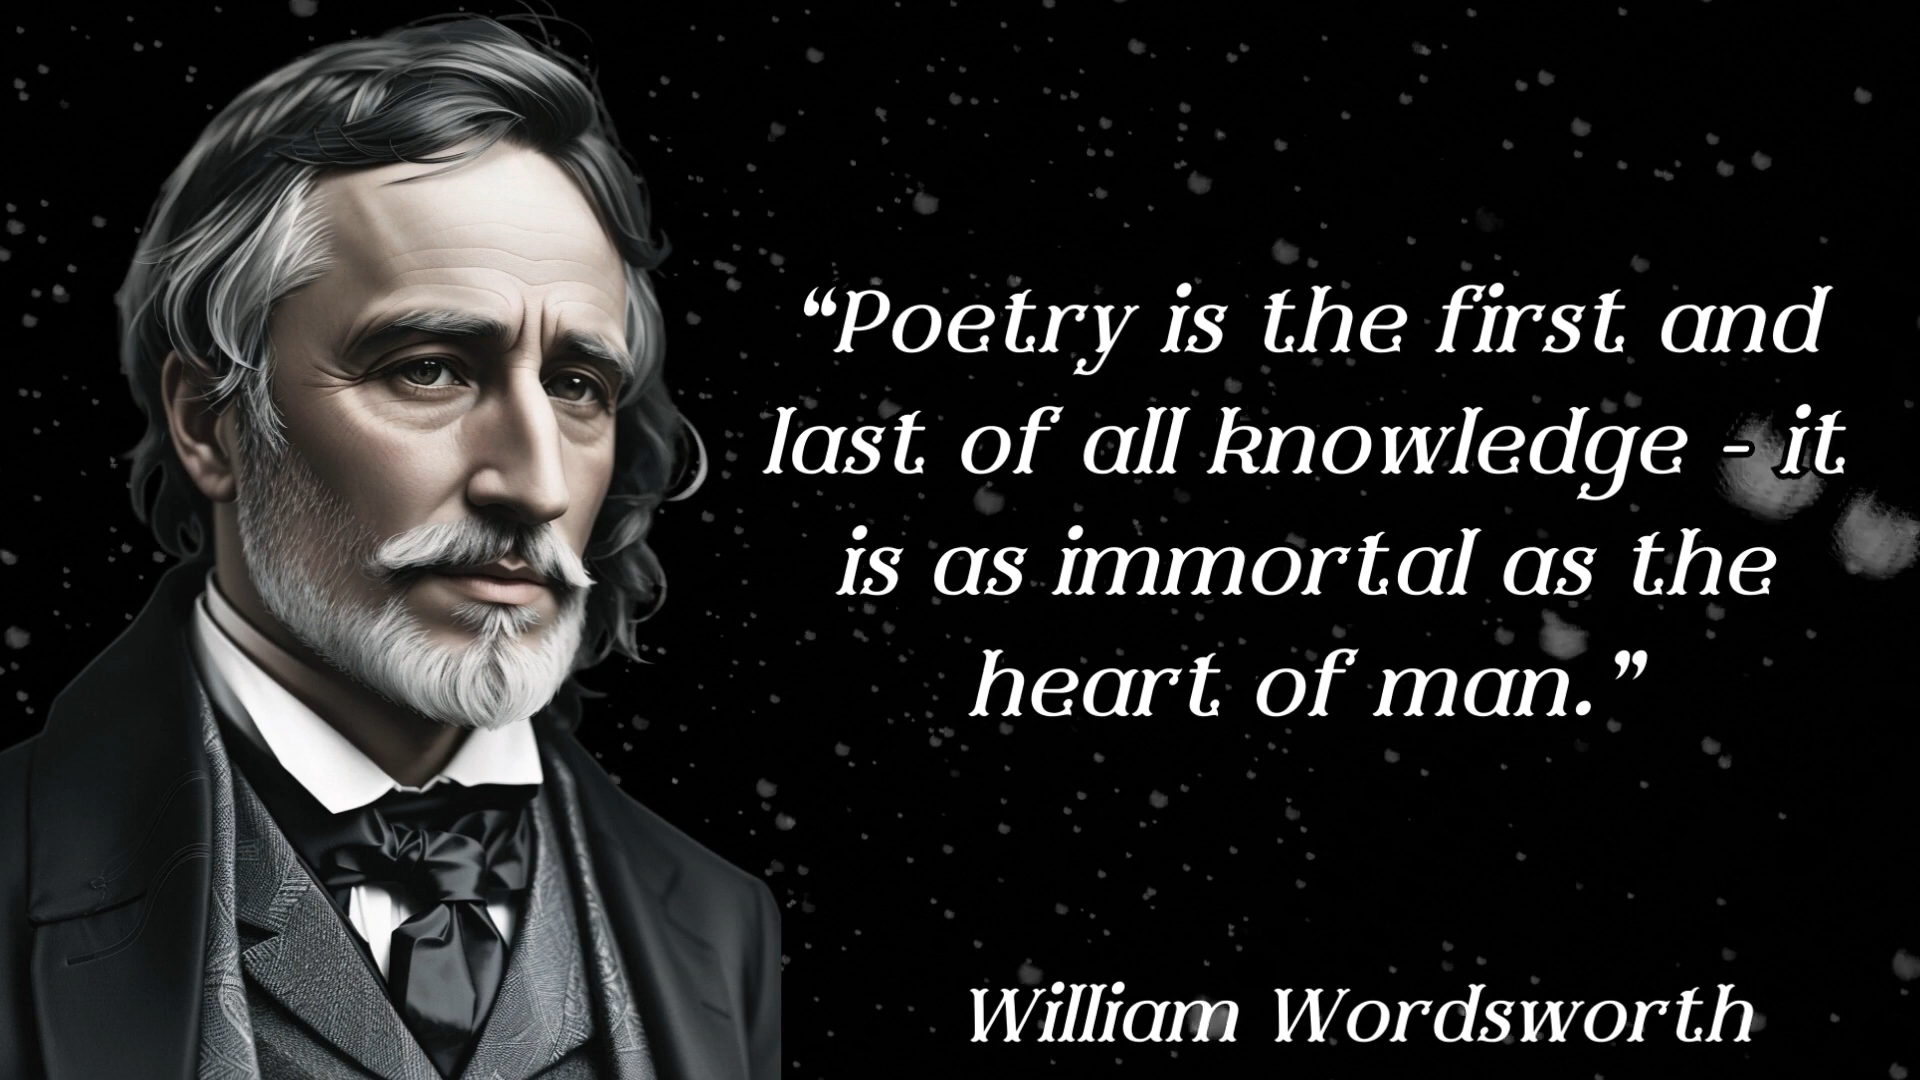 “Poetry is the first and
last of all knowledge - it
is as immortal as the
heart of man.”
William Wordsworth